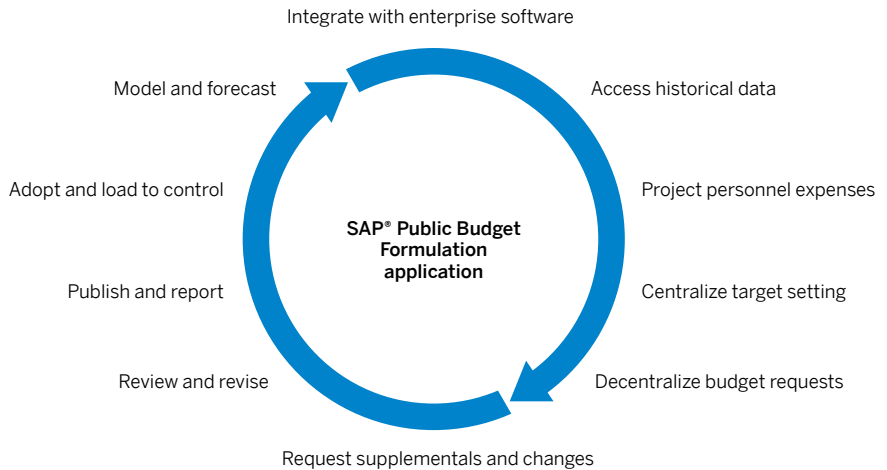 Integrate with enterprise software
Access historical data
Project personnel expenses
Centralize target setting
Decentralize budget requests
Request supplementals and changes
Review and revise
Publish and report
Adopt and load to control
Model and forecast
SAP® Public Budget
Formulation
application